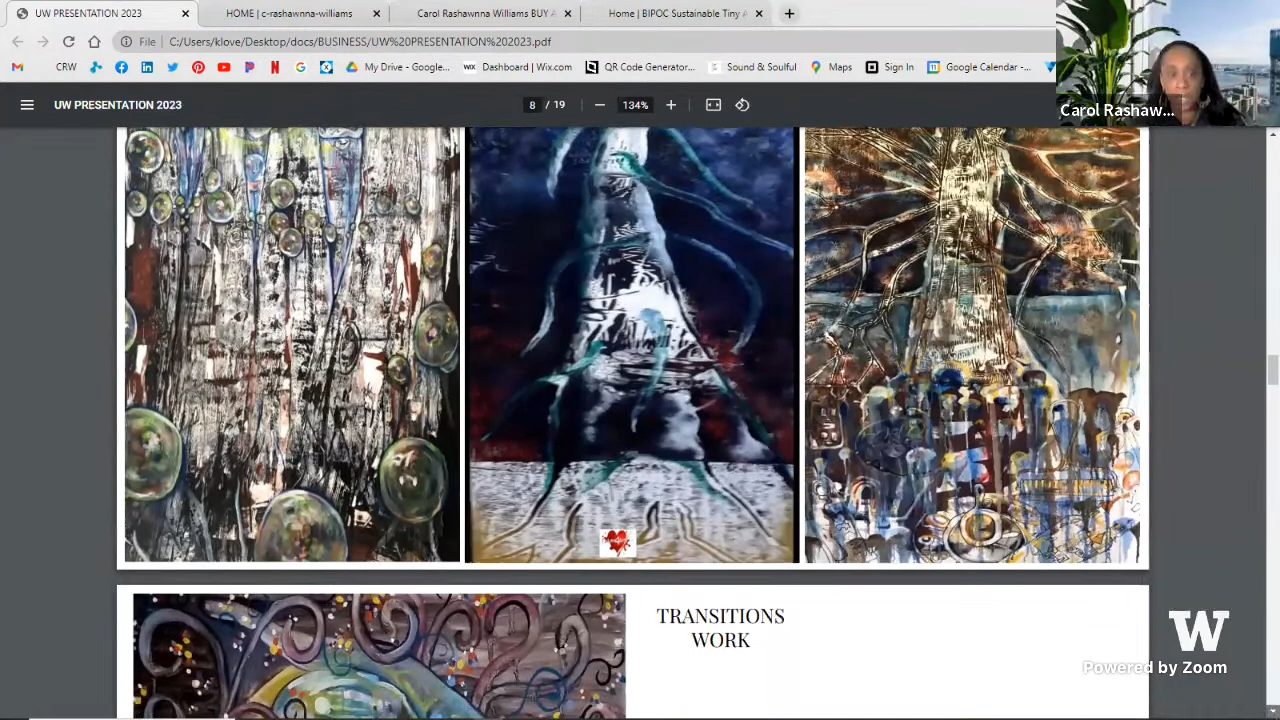 UW PRESENTATION 2023
HOME | c-rashawnna-williams
Carol Rashawnna Williams BUY
Home | BIPOC Sustainable Tiny
File
C:/Users/klove/Desktop/docs/BUSINESS/UW%20PRESENTATION%202023.pdf
CRW
My Drive - Google...
WIX
Dashboard | Wix.com
QR Code Generator...
Sound & Soulful
Maps
Sign In
Google Calendar -...
UW PRESENTATION 2023
8 / 19
134%
Carol Rashaw...
TRANSITIONS
WORK
W
Powered by Zoom